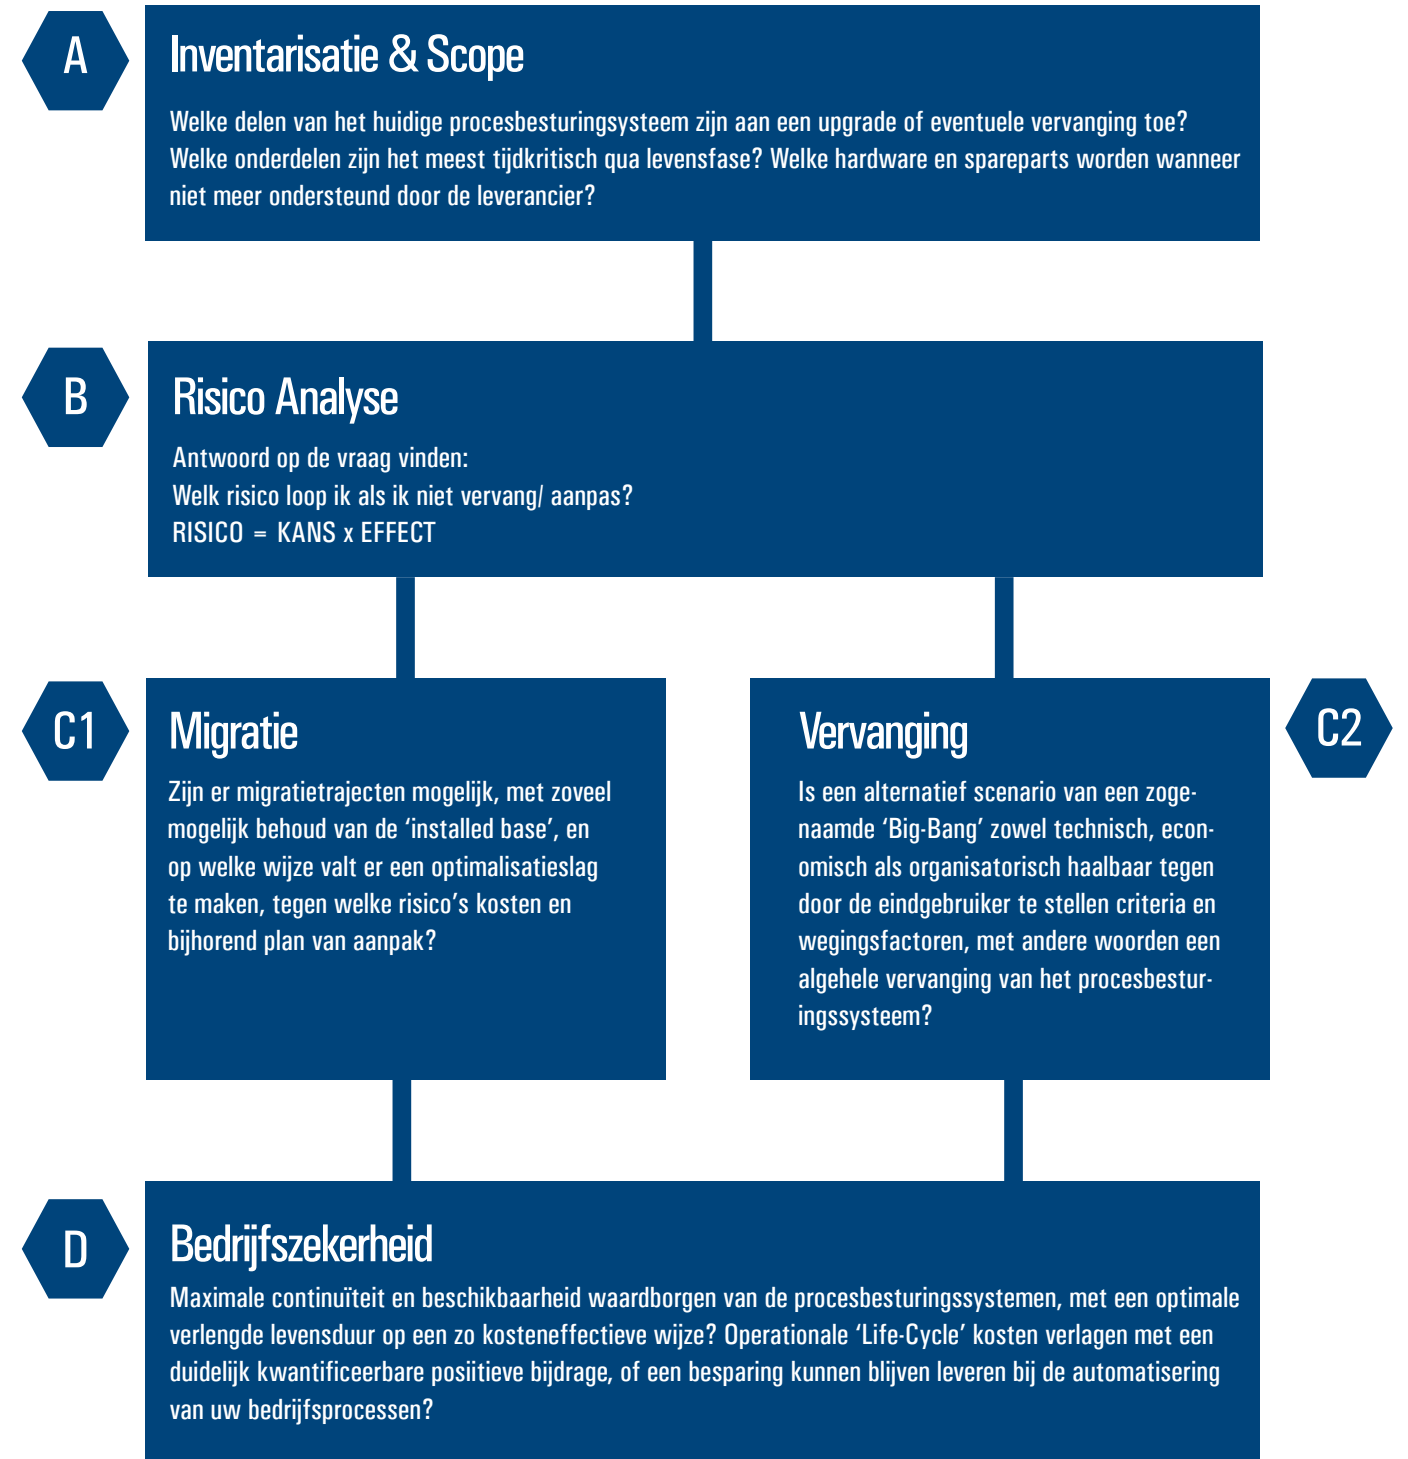 A
Inventarisatie & Scope
Welke delen van het huidige procesbesturingsysteem zijn aan een upgrade of eventuele vervanging toe?
Welke onderdelen zijn het meest tijdkritisch qua levensfase? Welke hardware en spareparts worden wanneer
niet meer ondersteund door de leverancier?
B
Risico Analyse
Antwoord op de vraag vinden:
Welk risico loop ik als ik niet vervang/ aanpas?
RISICO = KANS x EFFECT
C1
Migratie
Zijn er migratietrajecten mogelijk, met zoveel
mogelijk behoud van de ‘installed base’, en
op welke wijze valt er een optimalisatieslag
te maken, tegen welke risico’s kosten en
bijhorend plan van aanpak?
Vervanging
C2
Is een alternatief scenario van een zoge-
naamde ‘Big-Bang’ zowel technisch, econ-
omisch als organisatorisch haalbaar tegen
door de eindgebruiker te stellen criteria en
wegingsfactoren, met andere woorden een
algehele vervanging van het procesbestur-
ingssysteem?
D
Bedrijfszekerheid
Maximale continuïteit en beschikbaarheid waardborgen van de procesbesturingssystemen, met een optimale
verlengde levensduur op een zo kosteneffectieve wijze? Operationale ‘Life-Cycle’ kosten verlagen met een
duidelijk kwantificeerbare posiitieve bijdrage, of een besparing kunnen blijven leveren bij de automatisering
van uw bedrijfsprocessen?